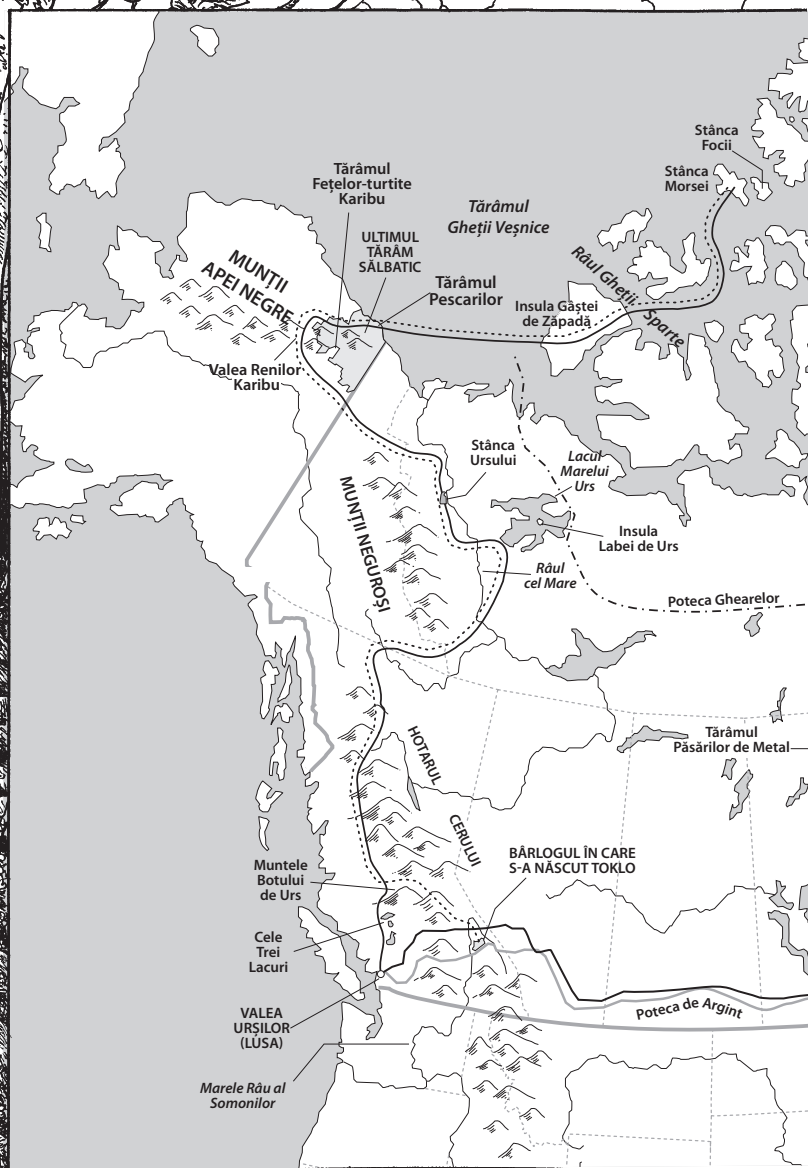 Stânca
Focii
Stânca
Morsei
Tărâmul
Fețelor-turtite
Karibu
Tărâmul
Gheții Veșnice
ULTIMUL
TĂRÂM
SĂLBATIC
MUNȚII
APEI NEGRE
Tărâmul
Pescarilor
Râul Gheții Sparte
Insula Gâștei
de Zăpadă
Valea Renilor
Karibu
Stânca
Ursului
Lacul
Marelui
Urs
MUNȚII NEGUROȘI
Insula
Labei de Urs
Râul
cel Mare
Poteca Ghearelor
HOTARUL
CERULUI
Tărâmul
Păsărilor de Metal
BÂRLOGUL ÎN CARE
S-A NĂSCUT TOKLO
Muntele
Botului
de Urs
Cele
Trei
Lacuri
VALEA
URȘILOR
(LUSA)
Poteca de Argint
Marele Râu al
Somonilor